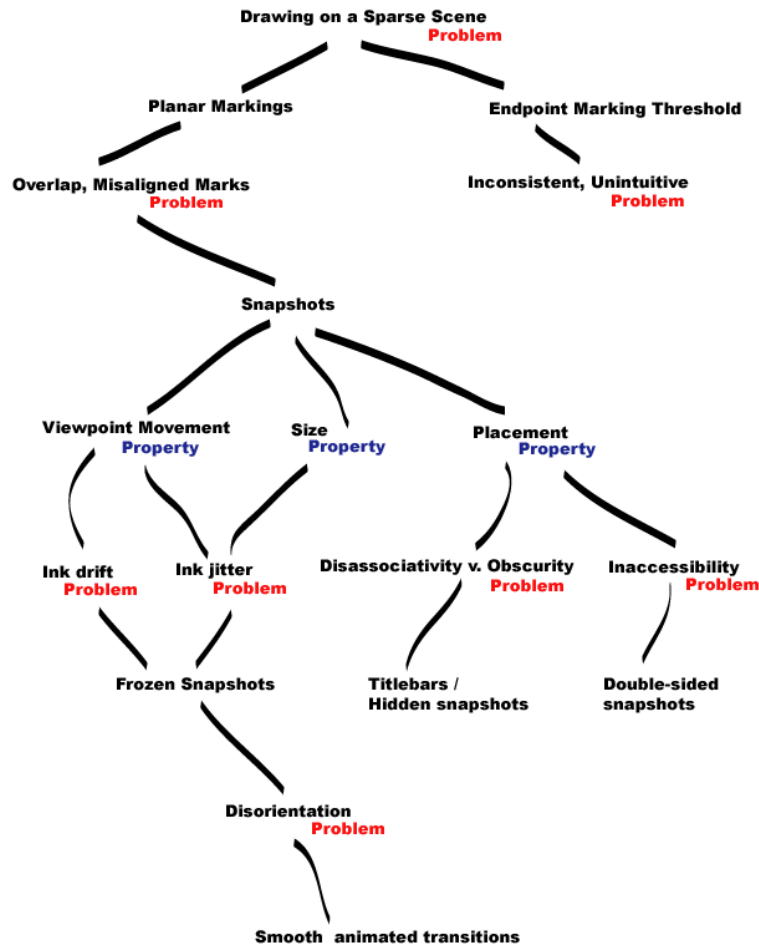 Drawing on a Sparse Scene
Problem
Planar Markings
Endpoint Marking Threshold
Overlap, Misaligned Marks
Problem
Inconsistent, Unintuitive
Problem
Snapshots
Viewpoint Movement
Property
Size
Property
Placement
Property
Ink drift
Problem
Ink jitter
Problem
Disassociativity v. Obscurity
Problem
Inaccessibility
Problem
Frozen Snapshots
Titlebars /
Hidden snapshots
Double-sided
snapshots
Disorientation
Problem
Smooth animated transitions